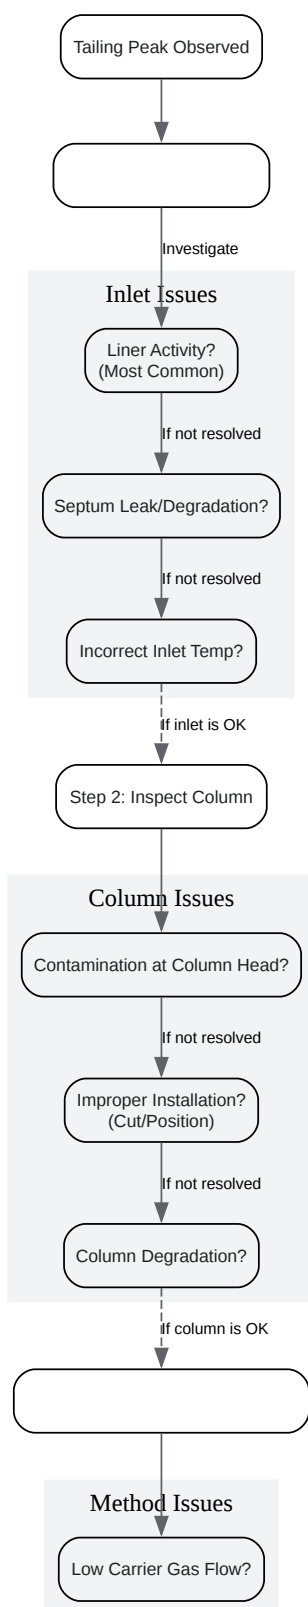 Tailing Peak Observed
Investigate
Inlet Issues
Liner Activity?
(Most Common)
If not resolved
Septum Leak/Degradation?
If not resolved
Incorrect Inlet Temp?
If inlet is OK
Step 2: Inspect Column
Column Issues
Contamination at Column Head?
If not resolved
Improper Installation?
(Cut/Position)
If not resolved
Column Degradation?
If column is OK
Method Issues
Low Carrier Gas Flow?